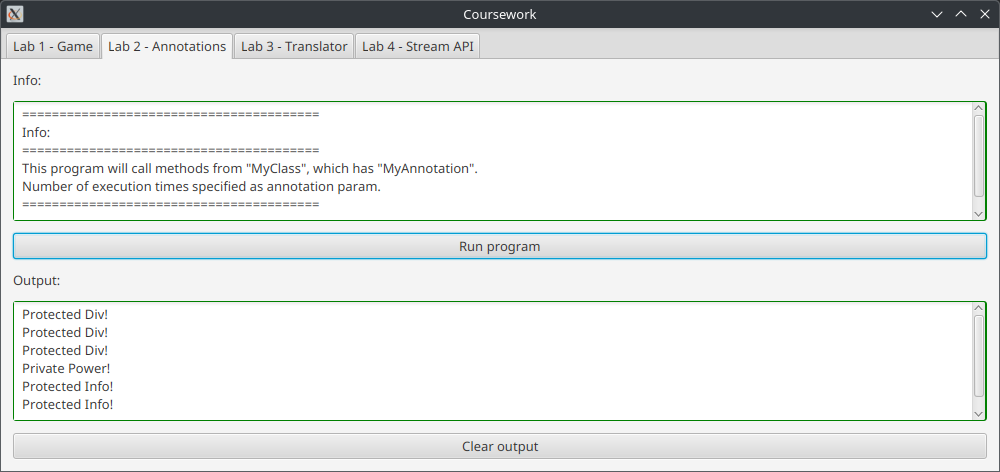 Coursework
Lab 1 - Game
Lab 2 - Annotations
Lab 3 - Translator
Lab 4 - Stream API
Info:
========================================
Info:
========================================
This program will call methods from "MyClass", which has "MyAnnotation".
Number of execution times specified as annotation param.
========================================
Run program
Output:
Protected Div!
Protected Div!
Protected Div!
Private Power!
Protected Info!
Protected Info!
Clear output